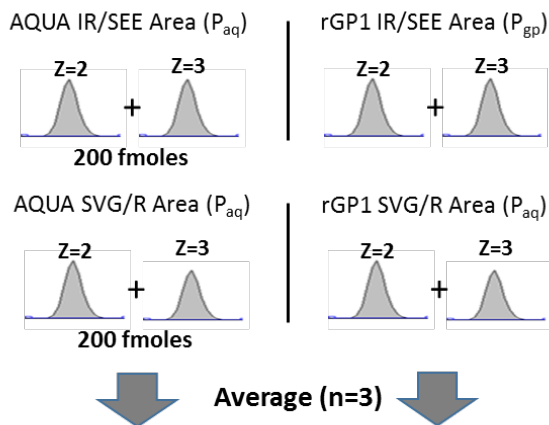 AQUA IR/SEE Area (Paq) rGP1 IR/SEE Area (Pgp)
Z=2 Z=3 Z=2 Z=3
+ +
200 fmoles
AQUA SVG/R Area (Paq) rGP1 SVG/R Area (Paq)
Z=2 Z=3 Z=2 Z=3
+ +
200 fmoles
Average (n=3)